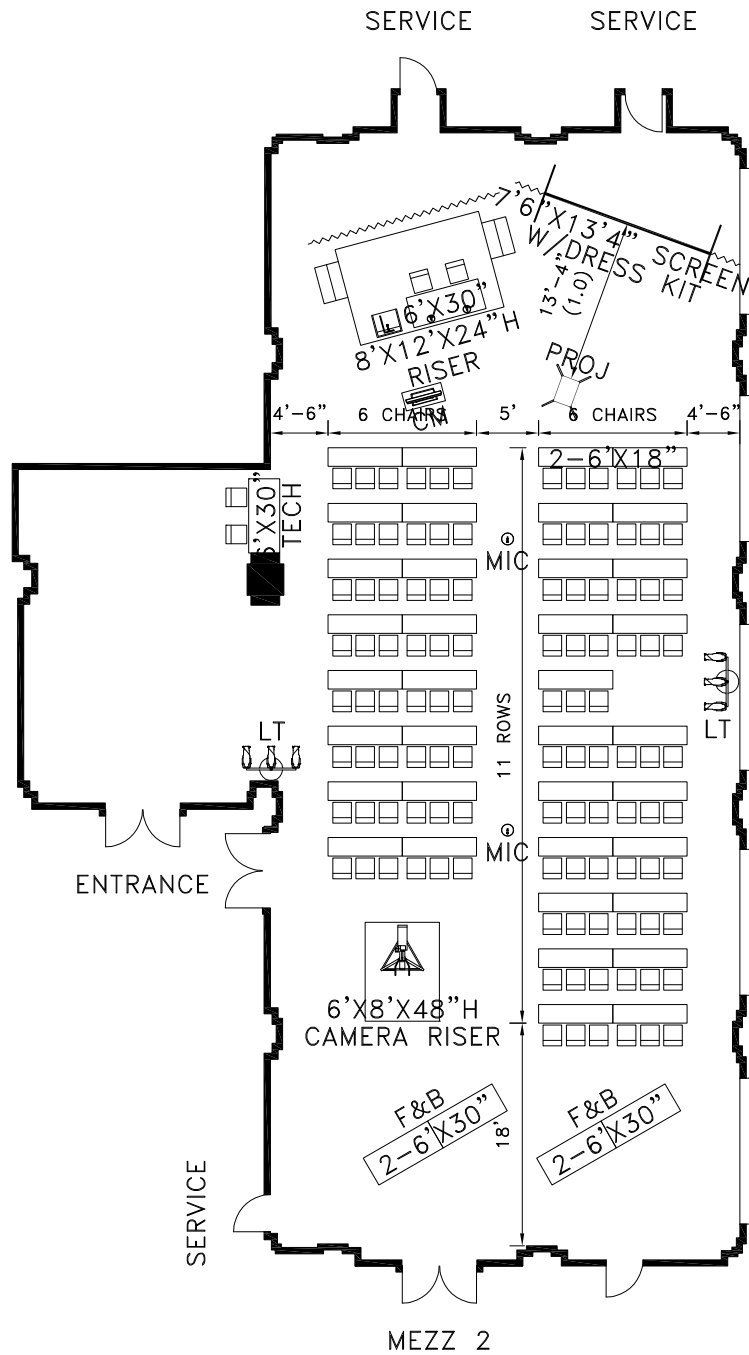 SERVICE
SERVICE
7'6"X13'4" SCREEN
W/DRESS KIT
13'-4"
(1.0)
6'X30"
8'X12'X24"H
RISER
PROJ
CM
4'-6"
6 CHAIRS
5'
6 CHAIRS
4'-6"
2-6'X18"
6'X30"
TECH
MIC
11 ROWS
LT
LT
MIC
ENTRANCE
6'X8'X48"H
CAMERA RISER
F&B
2-6'X30"
F&B
2-6'X30"
18'
SERVICE
MEZZ 2